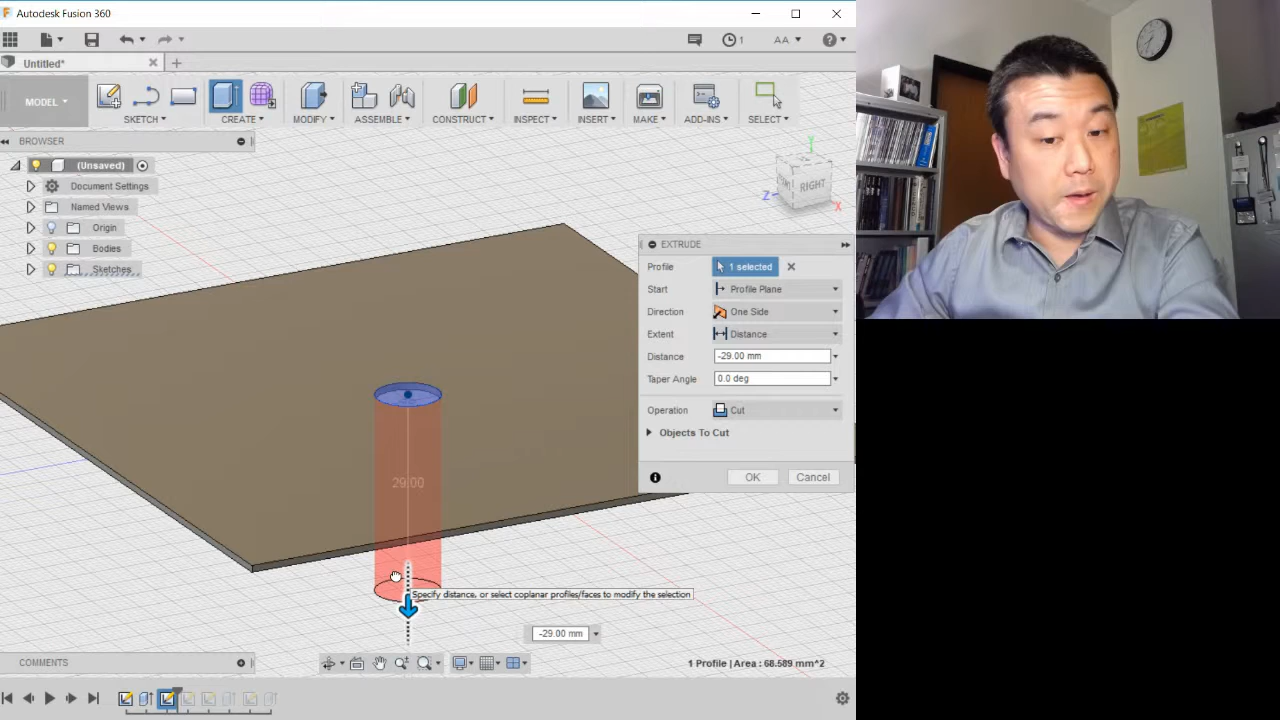 Autodesk Fusion 360
1
AA
Untitled*
MODEL
SKETCH
CREATE
MODIFY
ASSEMBLE
CONSTRUCT
INSPECT
INSERT
MAKE
ADD-INS
SELECT
BROWSER
(Unsaved)
Document Settings
Named Views
Origin
Bodies
Sketches
Y
Z
X
RIGHT
EXTRUDE
Profile
1 selected
Start
Profile Plane
Direction
One Side
Extent
Distance
Distance
-29.00 mm
Taper Angle
0.0 deg
Operation
Cut
Objects To Cut
OK
Cancel
29.00
Specify distance, or select coplanar profiles/faces to modify the selection
-29.00 mm
COMMENTS
1 Profile | Area : 68.589 mm^2